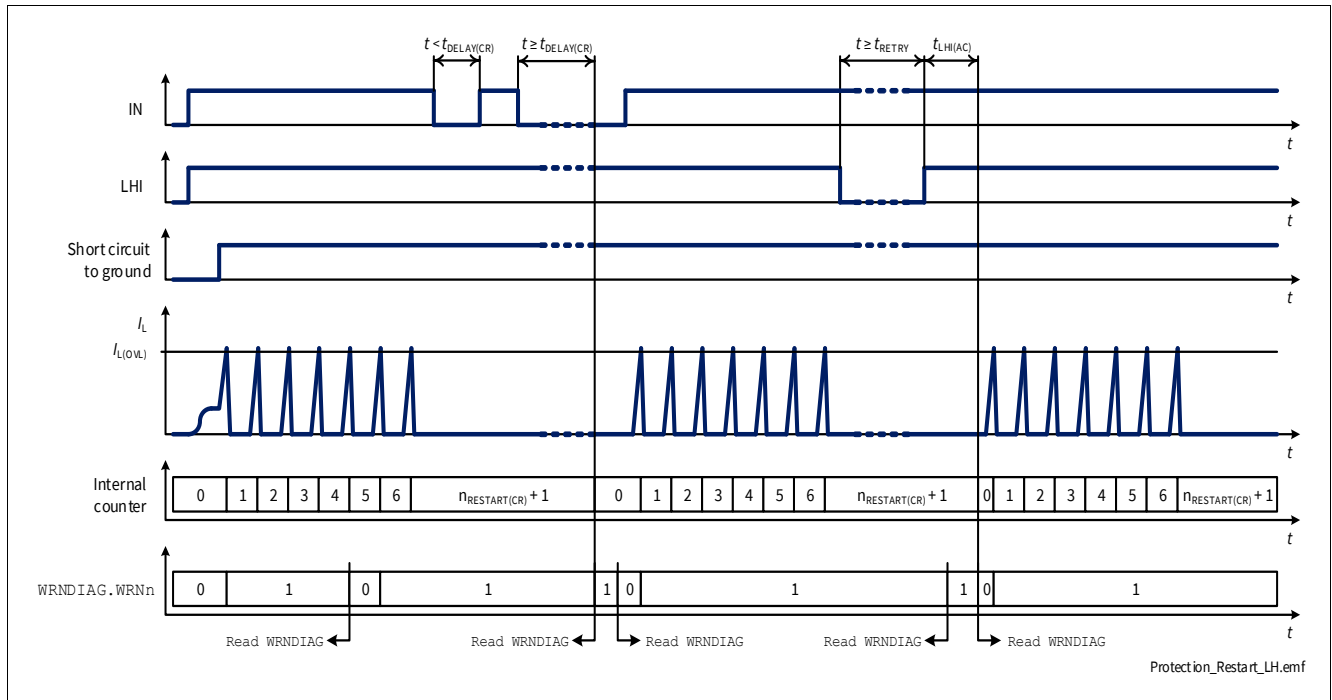 t < tDELAY(CR) t ≥ tDELAY(CR) t ≥ tRETRY tLHI(AC)
IN
t
LHI
t
Short circuit
to ground
t
IL
IL(OVL)
t
Internal
counter
0 1 2 3 4 5 6 nRESTART(CR) + 1 0 1 2 3 4 5 6 nRESTART(CR) + 1 0 1 2 3 4 5 6 nRESTART(CR) + 1
t
WRNDIAG.WRNn
0 1 0 1 1 0 1 1 0 1
t
Read WRNDIAG Read WRNDIAG Read WRNDIAG Read WRNDIAG Read WRNDIAG
Protection_Restart_LH.emf